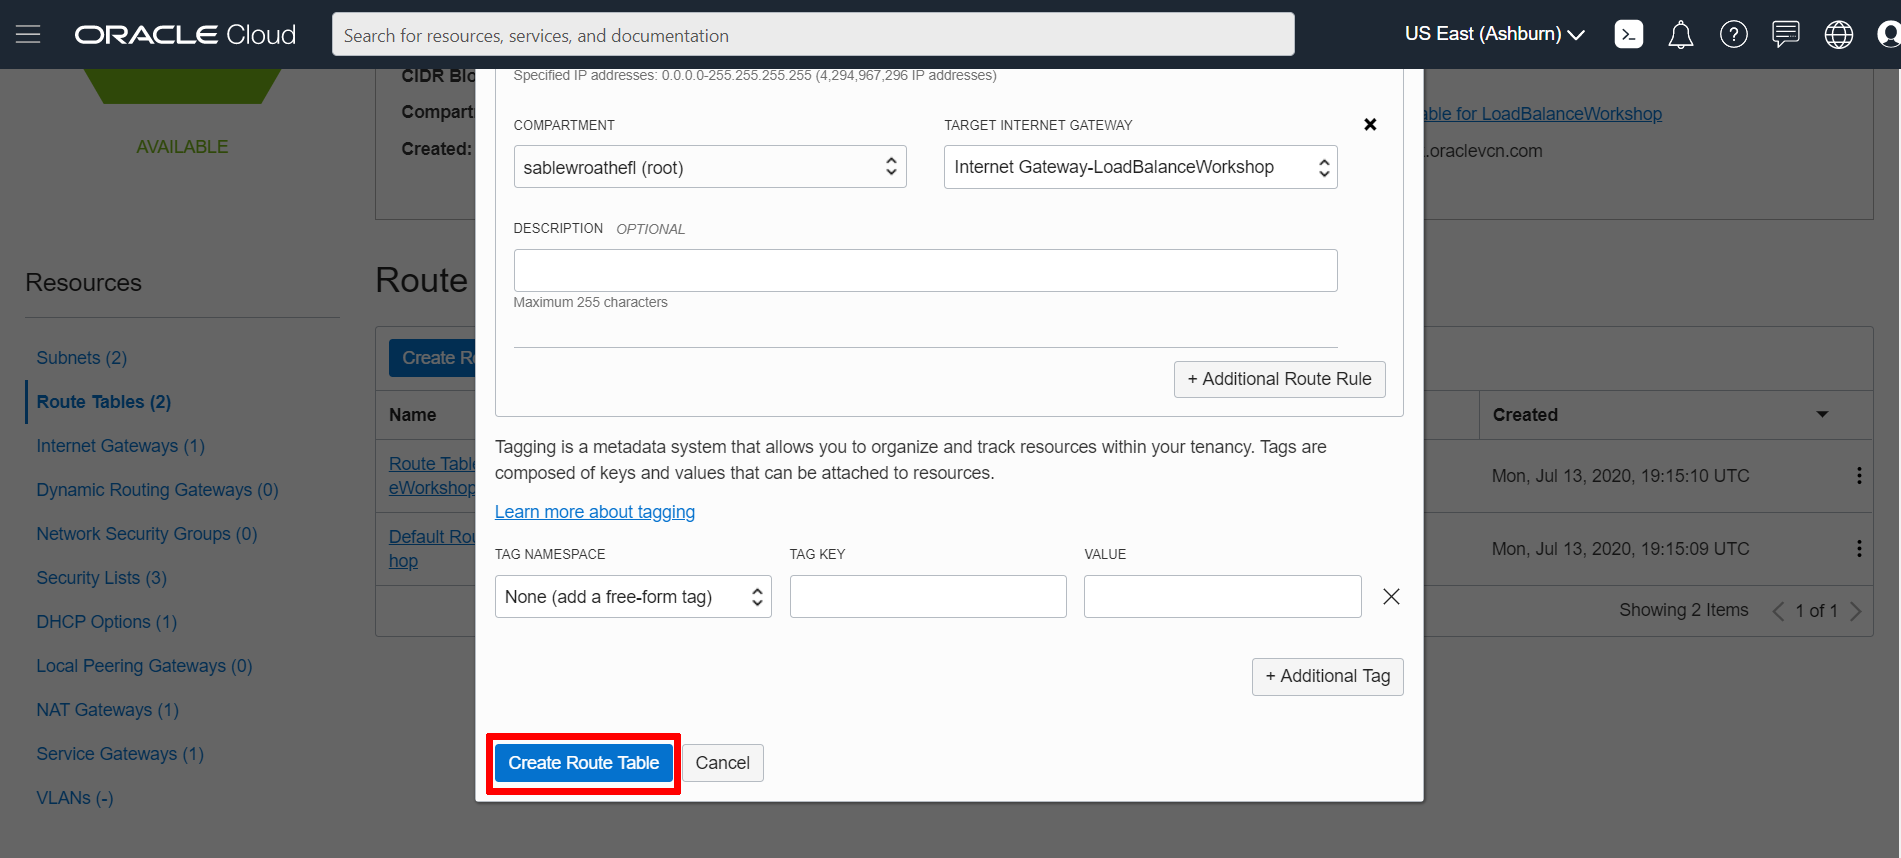 ORACLE Cloud
Search for resources, services, and documentation
US East (Ashburn)
AVAILABLE
CIDR Blo
Compart
Created:
able for LoadBalanceWorkshop
.oraclevcn.com
Specified IP addresses: 0.0.0.0-255.255.255.255 (4,294,967,296 IP addresses)
COMPARTMENT
sablewroathefl (root)
TARGET INTERNET GATEWAY
Internet Gateway-LoadBalanceWorkshop
DESCRIPTION OPTIONAL
Maximum 255 characters
+ Additional Route Rule
Tagging is a metadata system that allows you to organize and track resources within your tenancy. Tags are
composed of keys and values that can be attached to resources.
Learn more about tagging
TAG NAMESPACE
None (add a free-form tag)
TAG KEY
VALUE
+ Additional Tag
Create Route Table
Cancel
Resources
Subnets (2)
Route Tables (2)
Internet Gateways (1)
Dynamic Routing Gateways (0)
Network Security Groups (0)
Security Lists (3)
DHCP Options (1)
Local Peering Gateways (0)
NAT Gateways (1)
Service Gateways (1)
VLANs (-)
Route
Create Ro
Name
Created
Route Table
eWorkshop
Mon, Jul 13, 2020, 19:15:10 UTC
Default Rou
hop
Mon, Jul 13, 2020, 19:15:09 UTC
Showing 2 Items
1 of 1